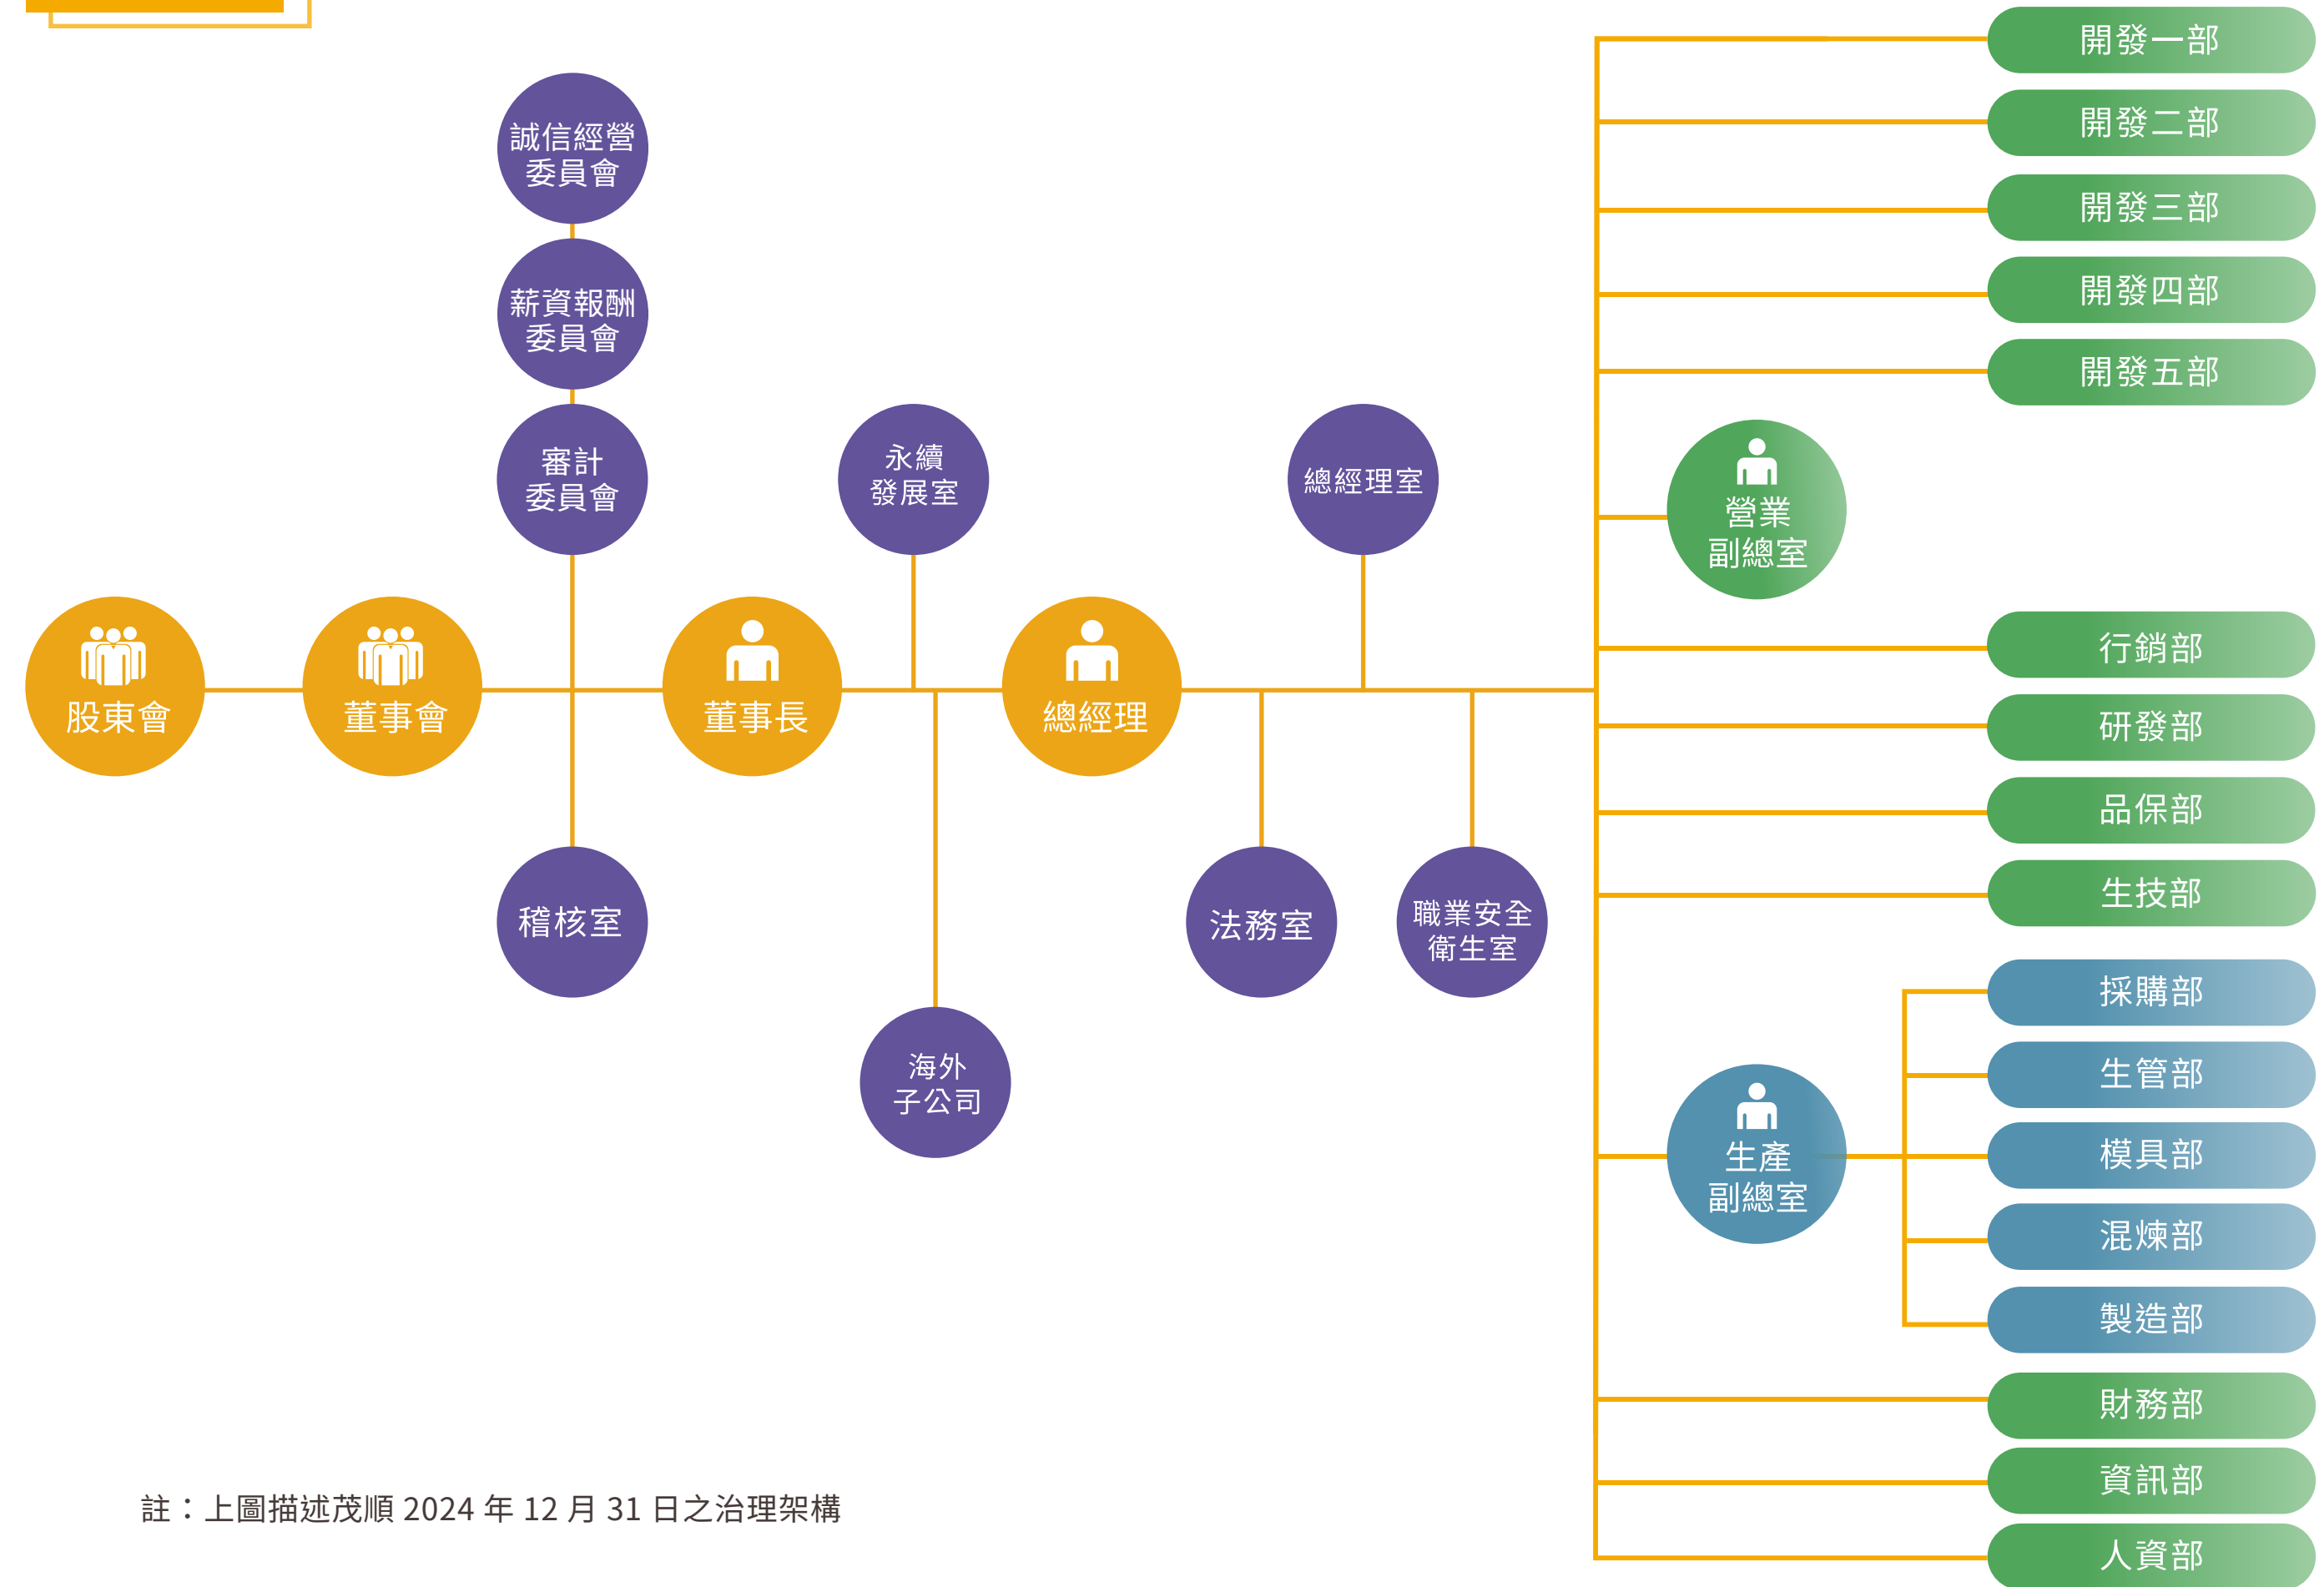 誠信經營
委員會
薪資報酬
委員會
審計
委員會
永續
發展室
總經理室
股東會
董事會
董事長
總經理
稽核室
法務室
職業安全
衛生室
海外
子公司
開發一部
開發二部
開發三部
開發四部
開發五部
營業
副總室
行銷部
研發部
品保部
生技部
生產
副總室
採購部
生管部
模具部
混煉部
製造部
財務部
資訊部
人資部
註：上圖描述茂順 2024 年 12 月 31 日之治理架構